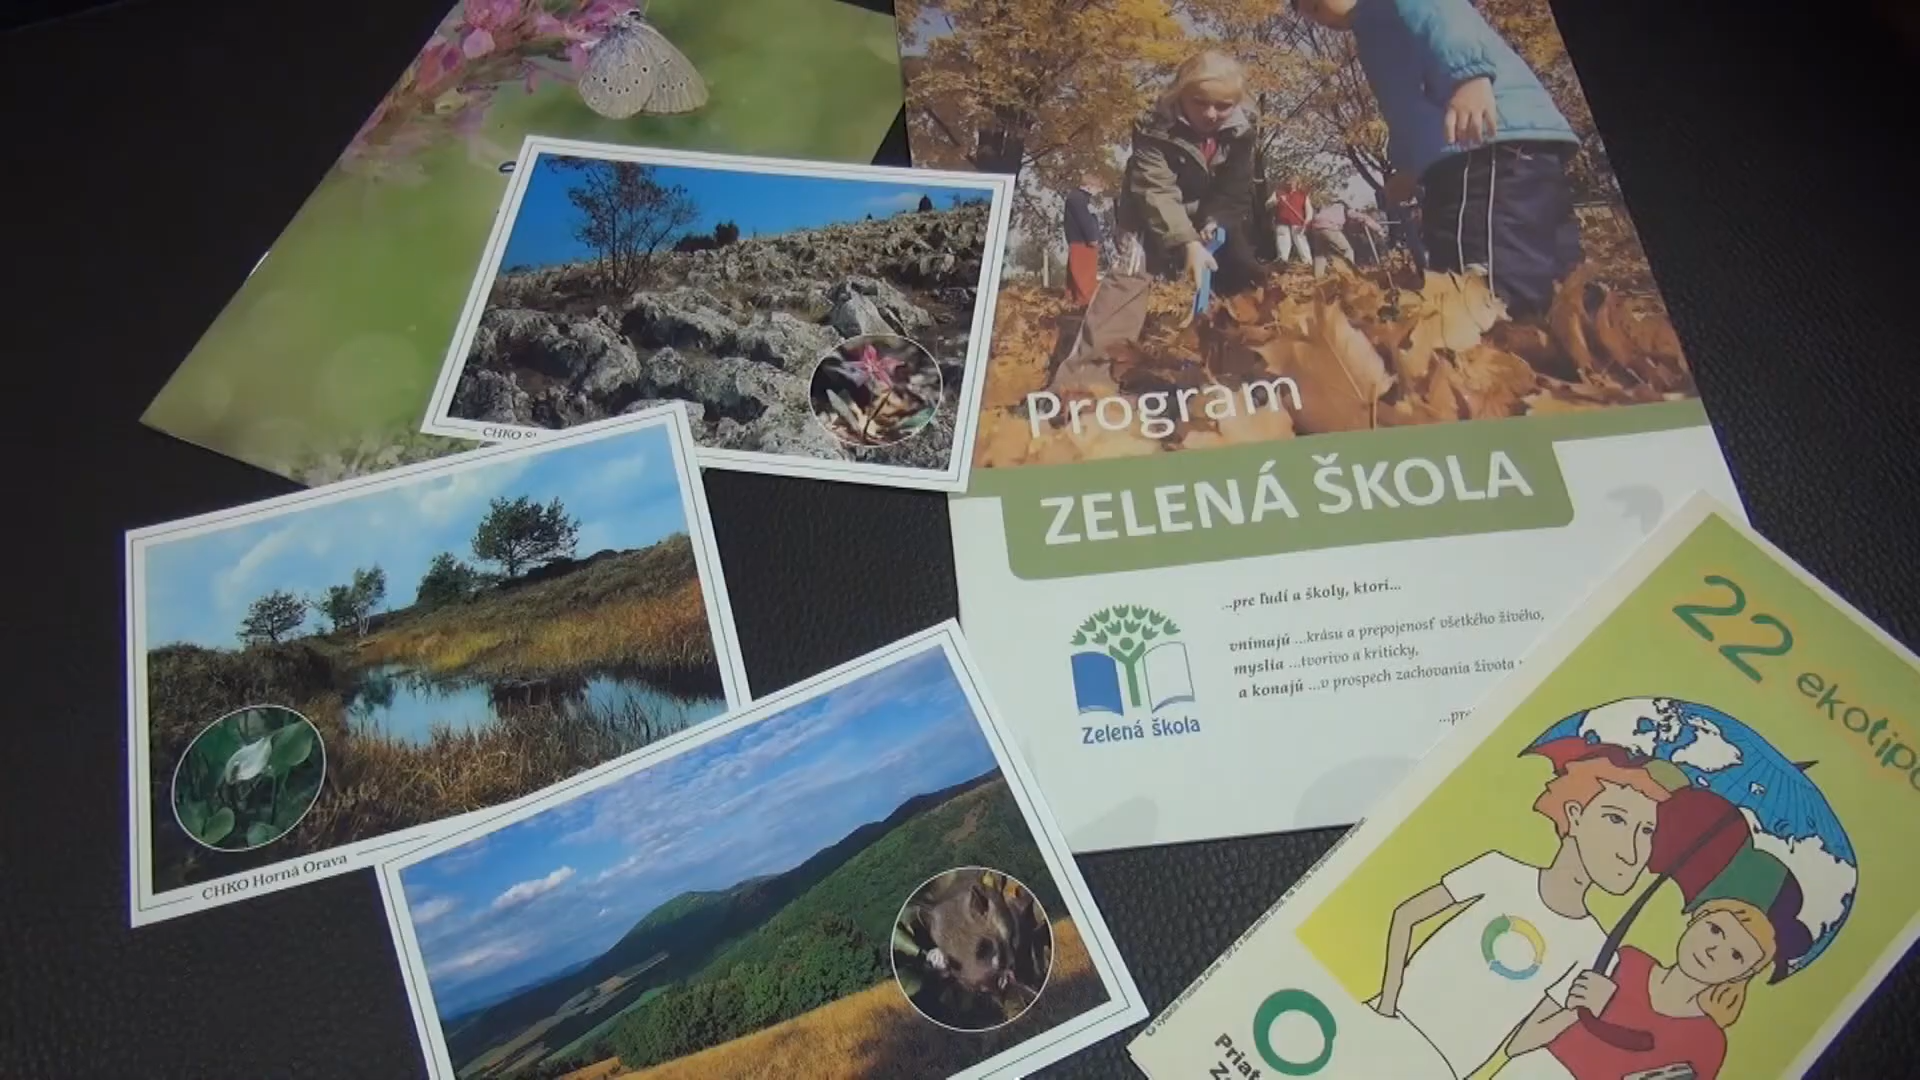 CHKO
Program
ZELENÁ ŠKOLA
...pre ľudí a školy, ktorí...
vnímajú ...krásu a prepojenosť všetkého živého,
myslia ...tvorivo a kriticky,
a konajú ...v prospech zachovania života
Zelená škola
CHKO Horná Orava
22